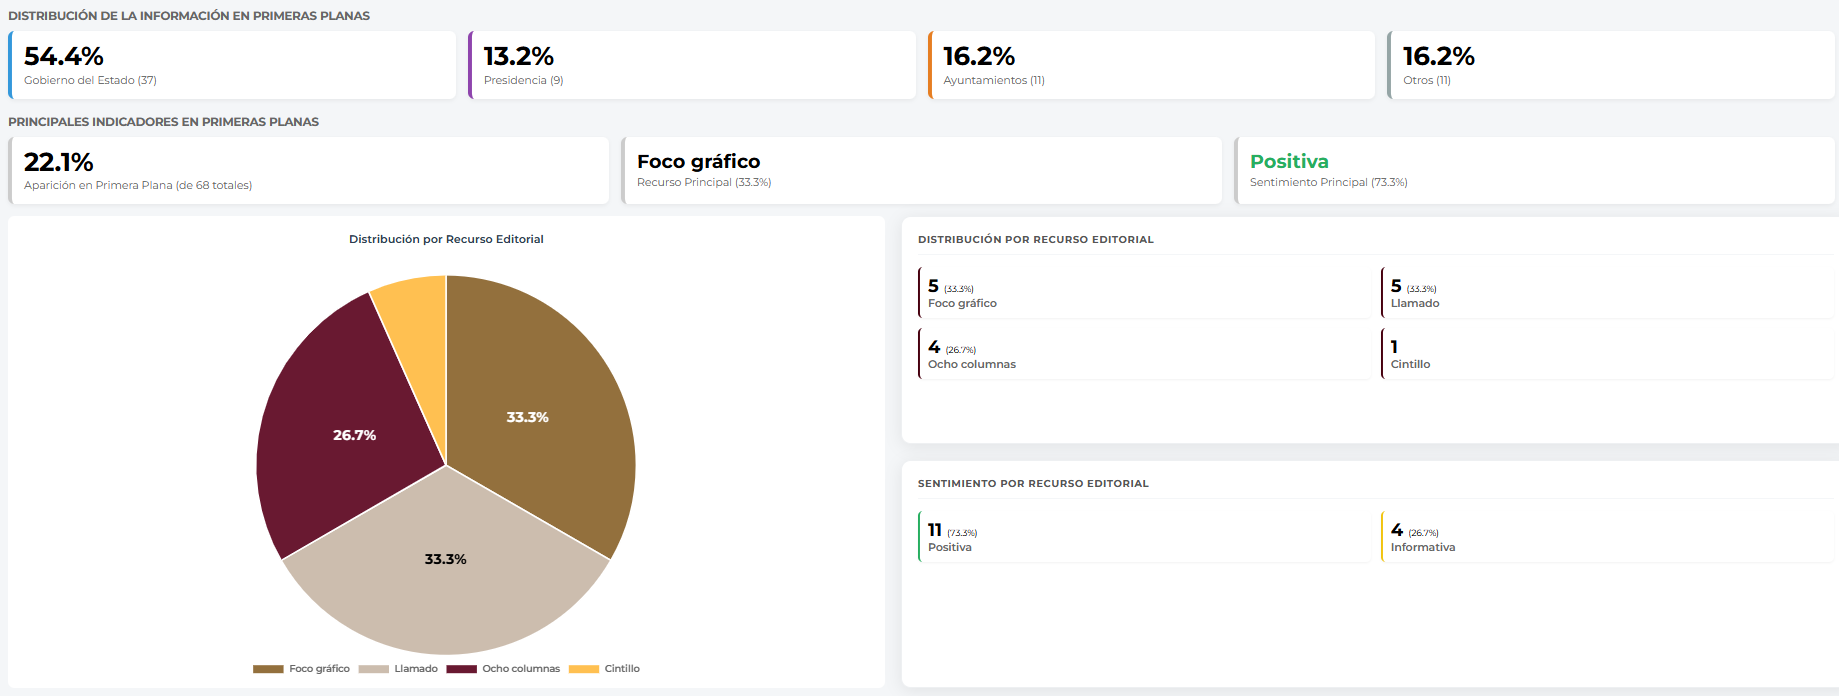 DISTRIBUCIÓN DE LA INFORMACIÓN EN PRIMERAS PLANAS
54.4%
Gobierno del Estado (37)
13.2%
Presidencia (9)
16.2%
Ayuntamientos (11)
16.2%
Otros (11)
PRINCIPALES INDICADORES EN PRIMERAS PLANAS
22.1%
Aparición en Primera Plana (de 68 totales)
Foco gráfico
Recurso Principal (33.3%)
Positiva
Sentimiento Principal (73.3%)
Distribución por Recurso Editorial
33.3%
26.7%
33.3%
Foco gráfico
Llamado
Ocho columnas
Cintillo
DISTRIBUCIÓN POR RECURSO EDITORIAL
5 (33.3%)
Foco gráfico
5 (33.3%)
Llamado
4 (26.7%)
Ocho columnas
1
Cintillo
SENTIMIENTO POR RECURSO EDITORIAL
11 (73.3%)
Positiva
4 (26.7%)
Informativa